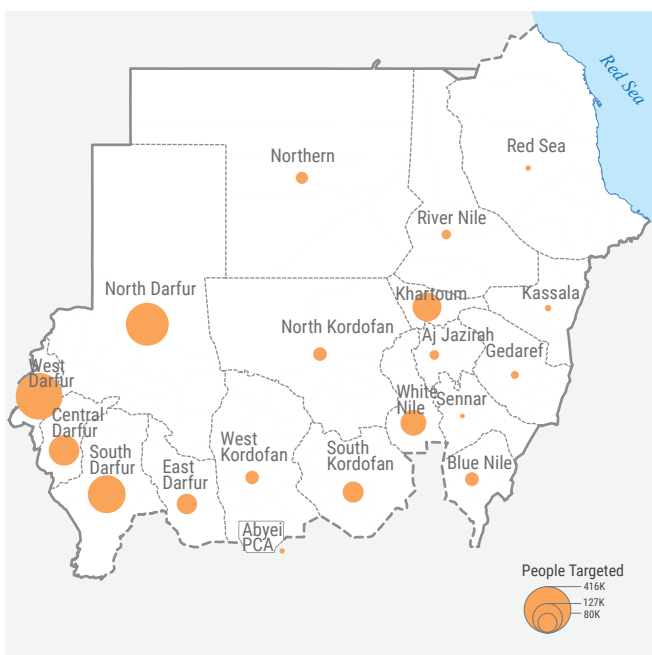 Red Sea
Red Sea
Northern
River Nile
North Darfur
Khartoum
Kassala
North Kordofan
Aj Jazirah
Gedaref
West
Darfur
White
Nile
Sennar
Central
Darfur
South
Darfur
East
Darfur
West
Kordofan
South
Kordofan
Blue Nile
Abyei
PCA
People Targeted
416K
127K
80K